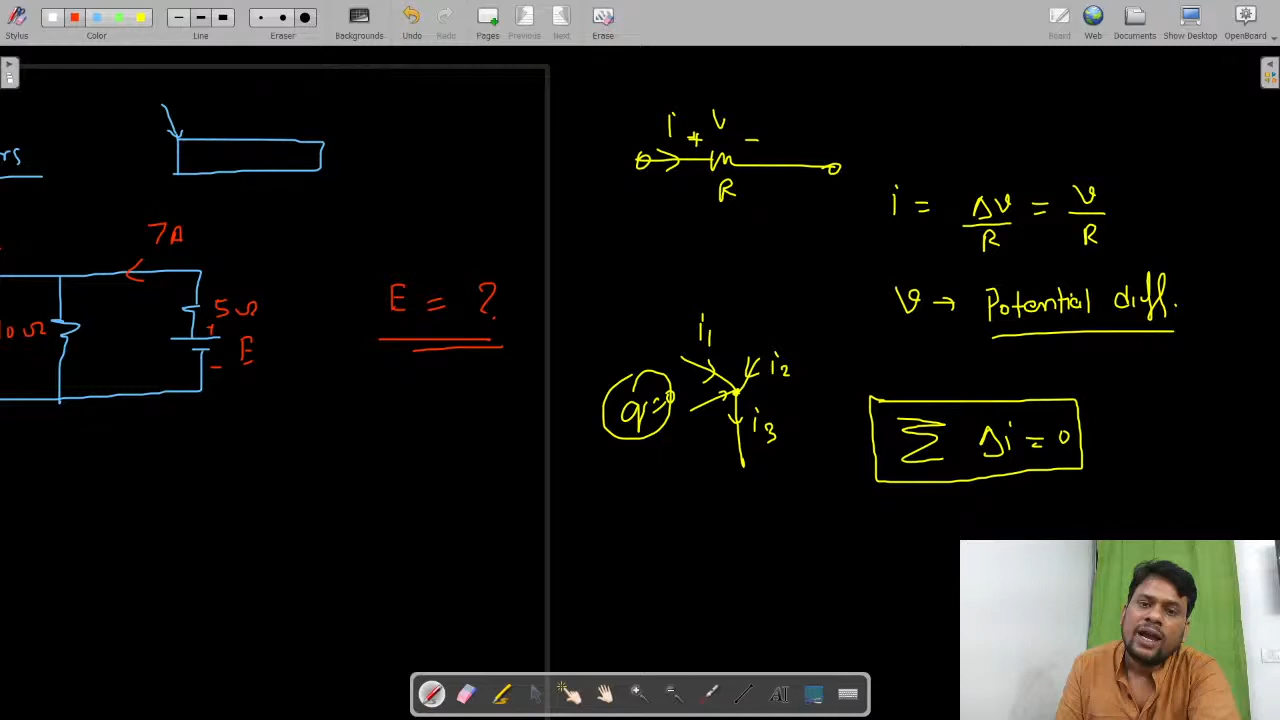 Stylus Color Line Eraser Backgrounds Undo Redo Pages Previous Next Erase Board Web Documents Show Desktop OpenBoard
rs
7A
5Ω
+
E
-
E = ?
i + V -
R
i = Δv/R = v/R
v → Potential diff.
i1
i2
i3
q=0
∑ Δi = 0
AI